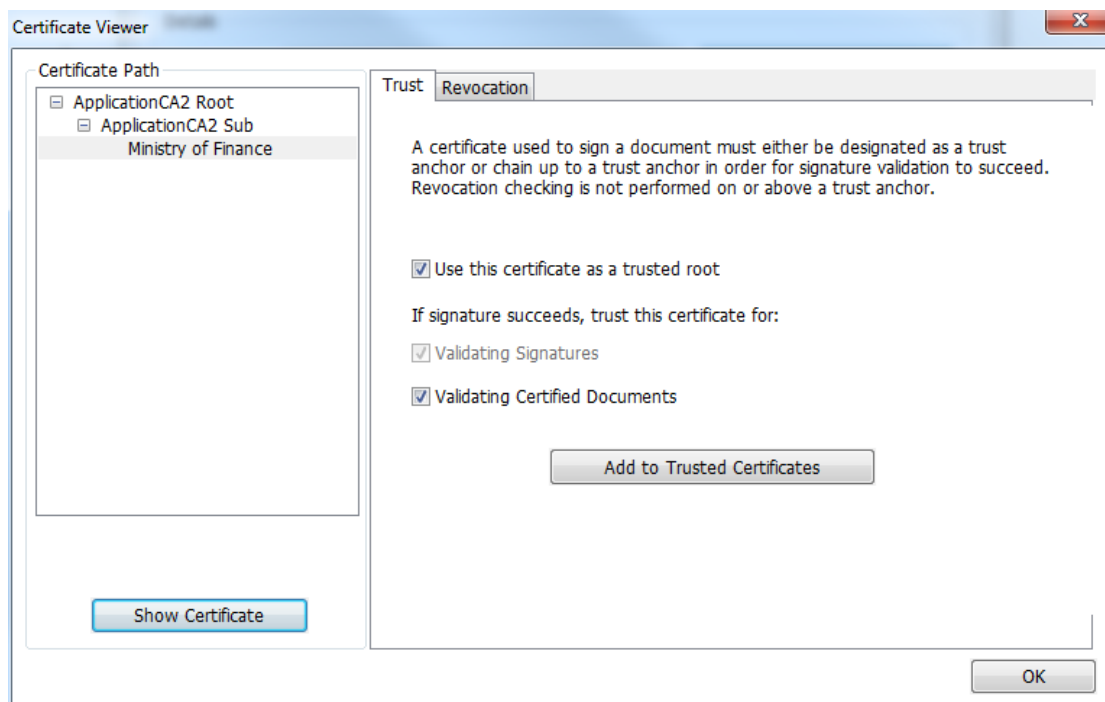 Certificate Viewer
Certificate Path
ApplicationCA2 Root
ApplicationCA2 Sub
Ministry of Finance
Show Certificate
Trust
Revocation
A certificate used to sign a document must either be designated as a trust
anchor or chain up to a trust anchor in order for signature validation to succeed.
Revocation checking is not performed on or above a trust anchor.
Use this certificate as a trusted root
If signature succeeds, trust this certificate for:
Validating Signatures
Validating Certified Documents
Add to Trusted Certificates
OK